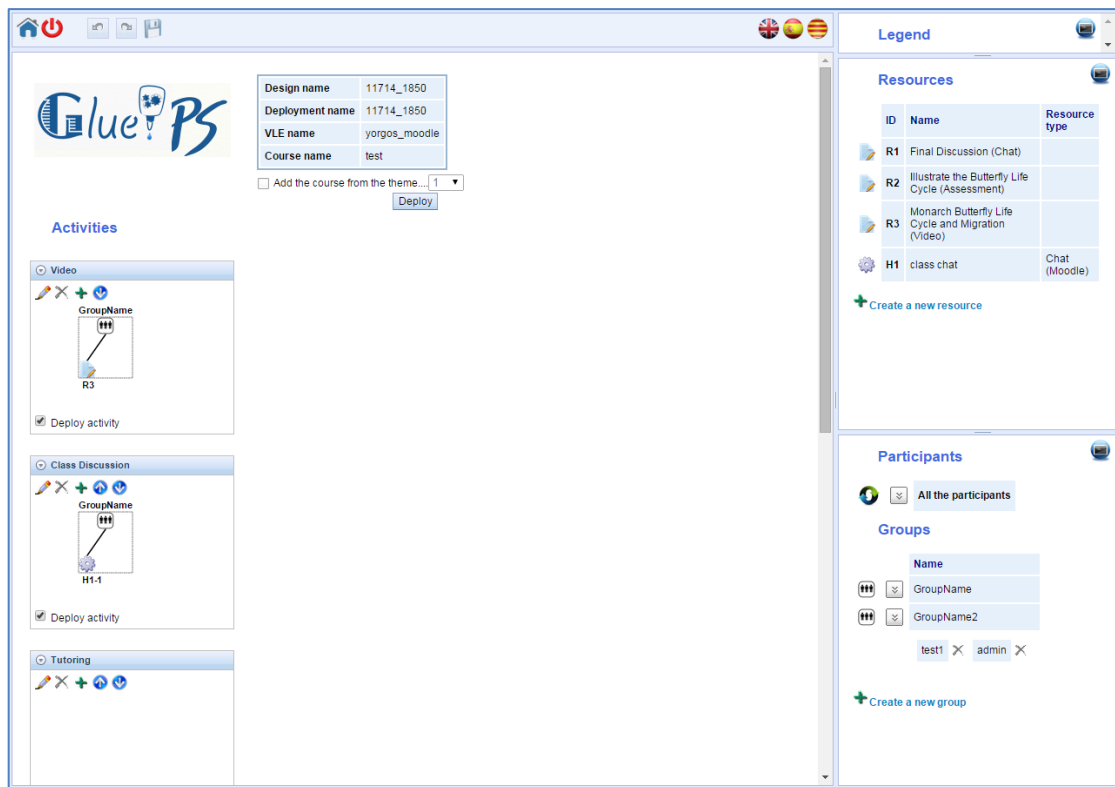 Glue!PS
Design name 11714_1850
Deployment name 11714_1850
VLE name yorgos_moodle
Course name test
Add the course from the theme.... 1
Deploy
Activities
Video
GroupName
R3
Deploy activity
Class Discussion
GroupName
H1-1
Deploy activity
Tutoring
Legend
Resources
ID Name Resource
type
R1 Final Discussion (Chat)
R2 Illustrate the Butterfly Life
Cycle (Assessment)
R3 Monarch Butterfly Life
Cycle and Migration
(Video)
H1 class chat Chat
(Moodle)
Create a new resource
Participants
All the participants
Groups
Name
GroupName
GroupName2
test1 admin
Create a new group